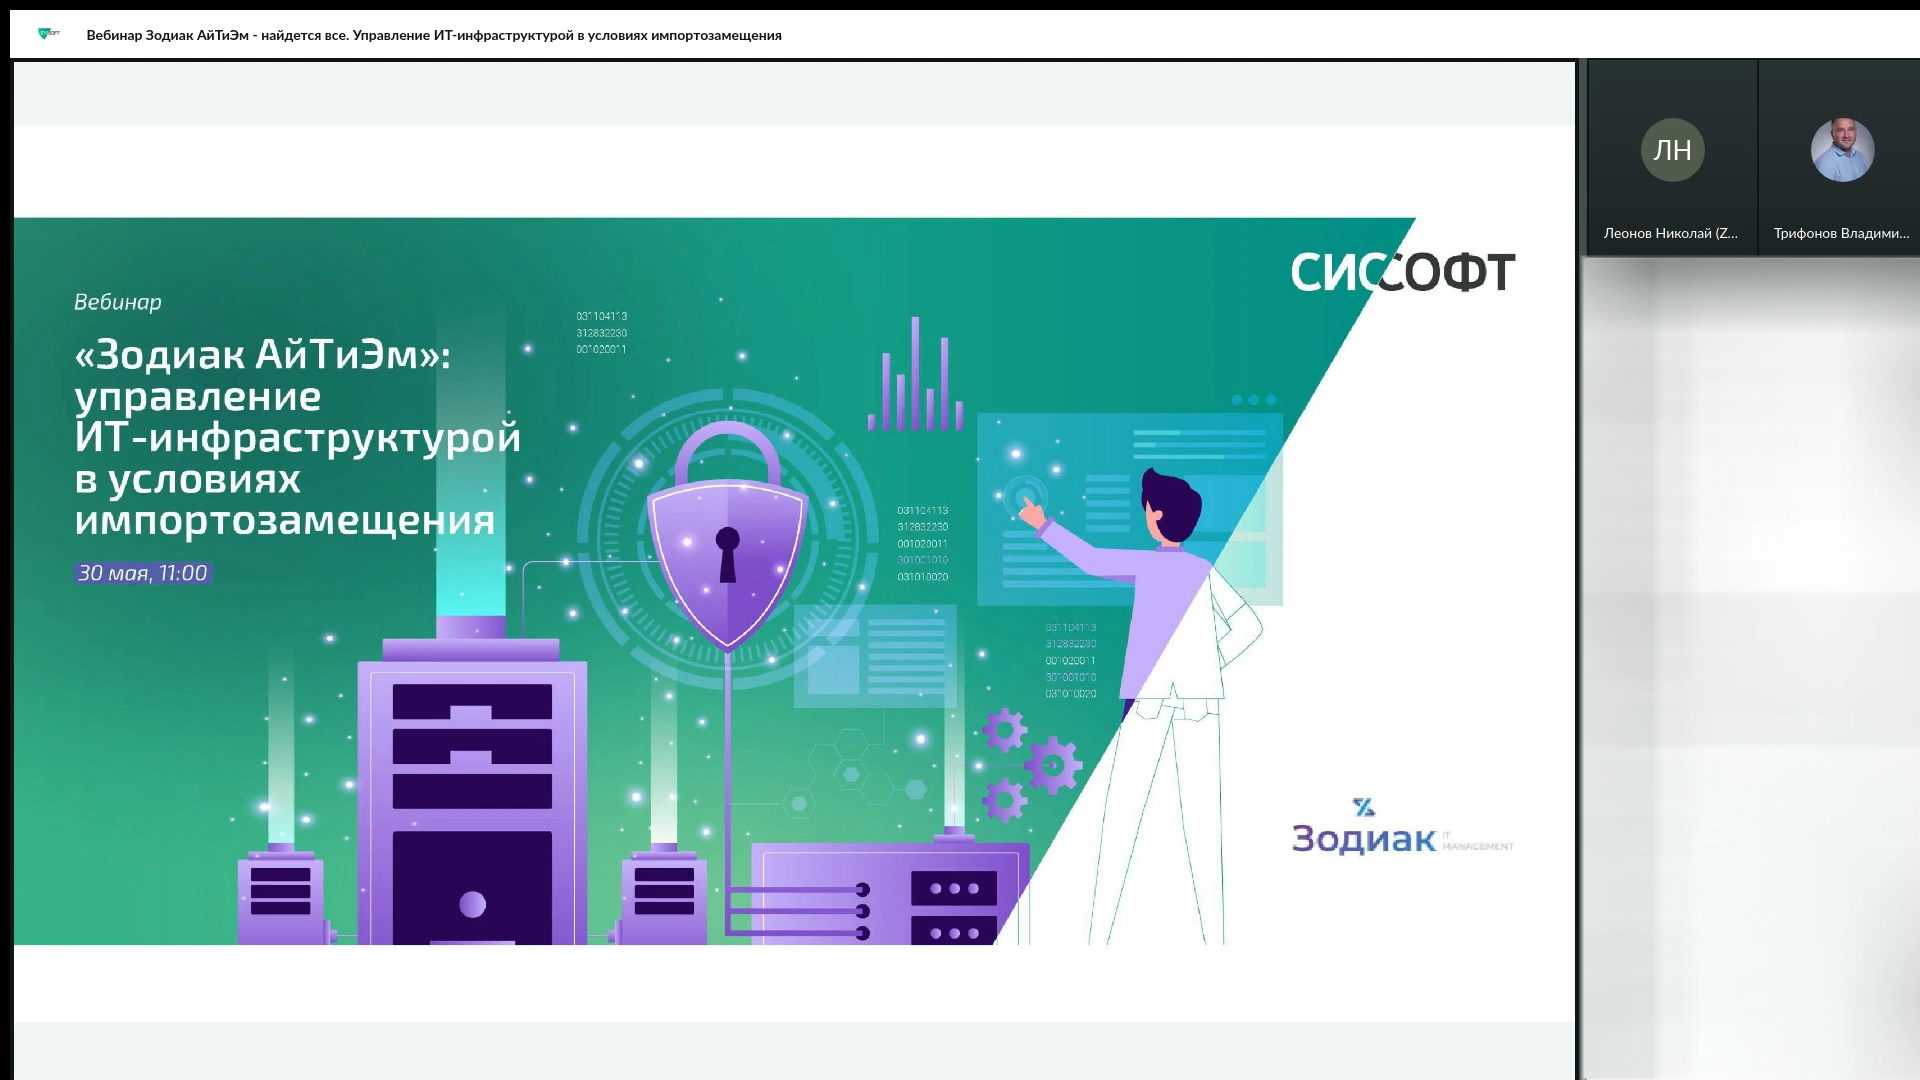 Вебинар Зодиак АйТиЭм - найдется все. Управление ИТ-инфраструктурой в условиях импортозамещения
ЛН
Леонов Николай (Z...
Трифонов Владими...
СИССОФТ
Вебинар
«Зодиак АйТиЭм»:
управление
ИТ-инфраструктурой
в условиях
импортозамещения
30 мая, 11:00
031104113
312832230
001020011
031104113
312832230
001020011
301001010
031010020
031104113
312832230
001020011
301001010
031010020
Зодиак
IT
MANAGEMENT